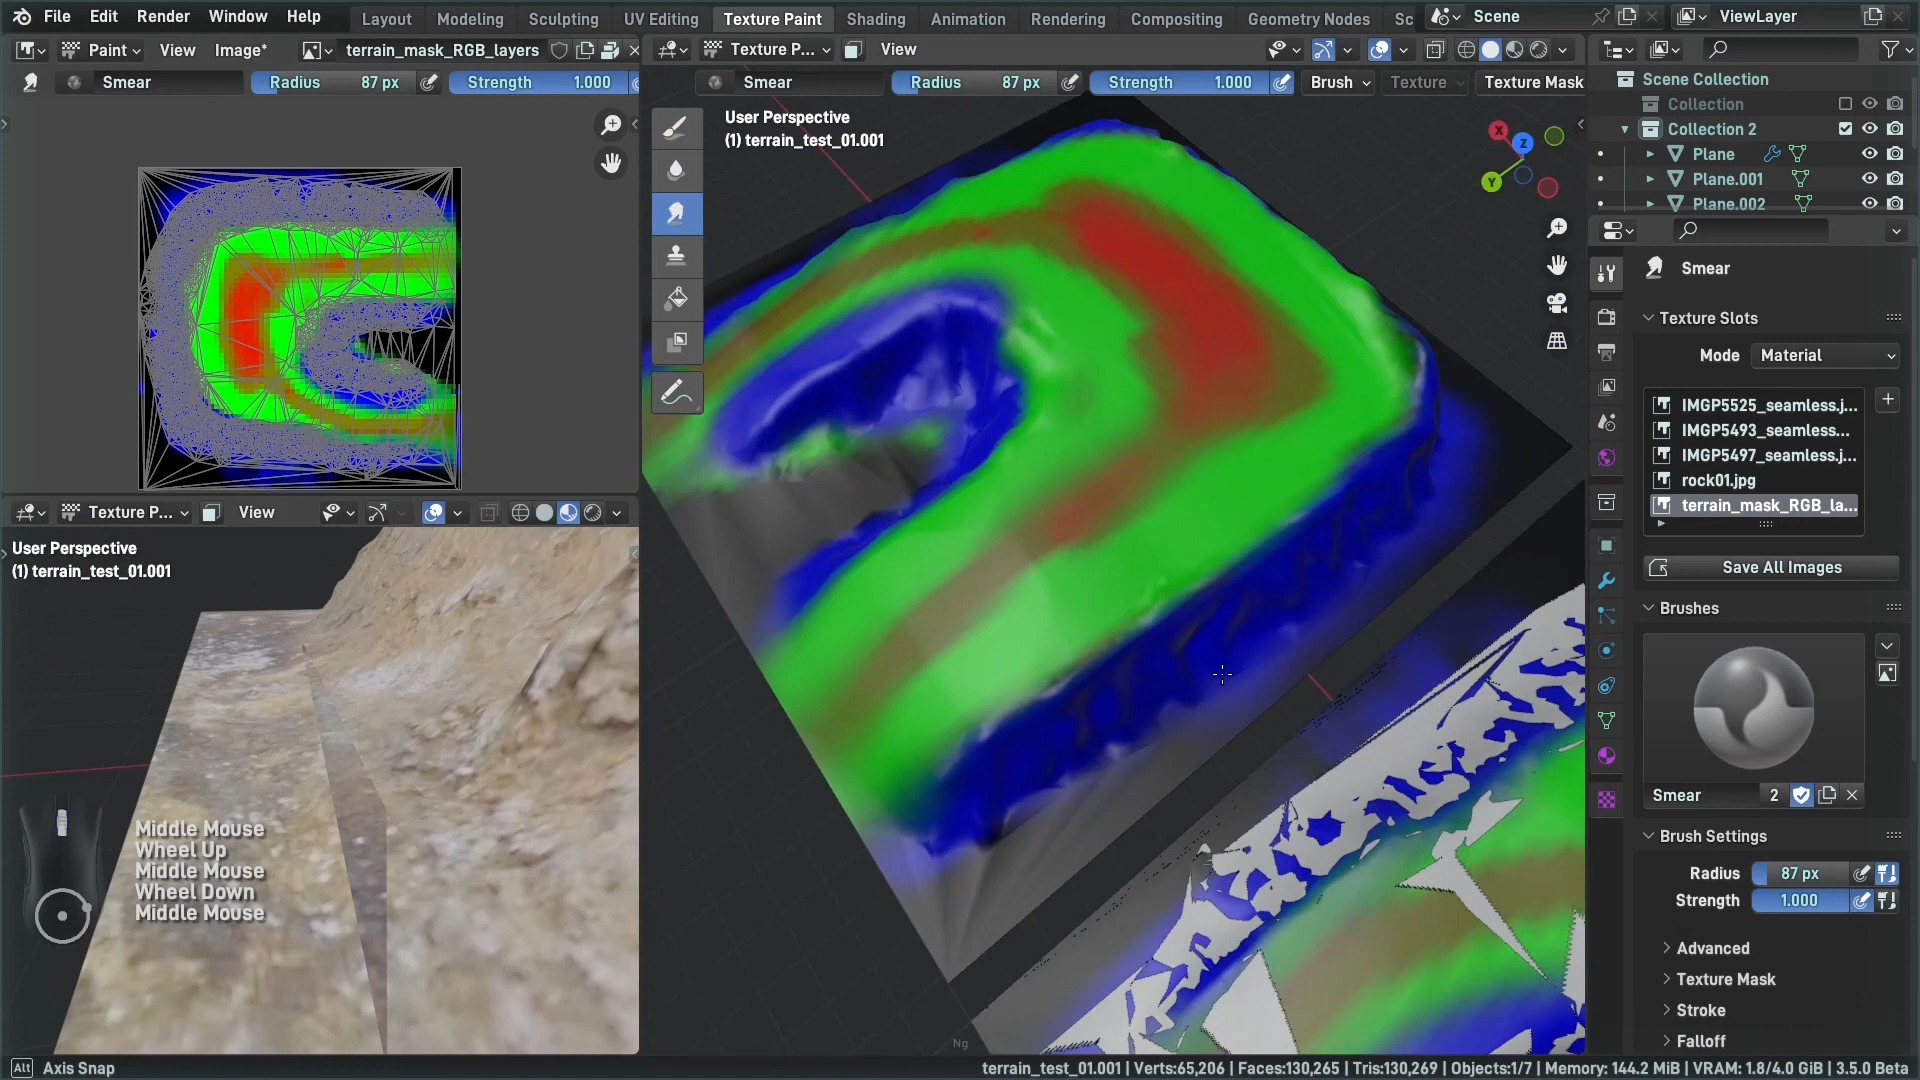 File Edit Render Window Help Layout Modeling Sculpting UV Editing Texture Paint Shading Animation Rendering Compositing Geometry Nodes Sc Scene ViewLayer
Paint View Image* terrain_mask_RGB_layers
Texture P... View
Smear Radius 87 px Strength 1.000
Smear Radius 87 px Strength 1.000 Brush Texture Texture Mask
User Perspective
(1) terrain_test_01.001
X
Z
Y
Scene Collection
Collection
Collection 2
Plane
Plane.001
Plane.002
Smear
Texture Slots
Mode Material
IMGP5525_seamless.j...
IMGP5493_seamless...
IMGP5497_seamless.j...
rock01.jpg
terrain_mask_RGB_la...
Save All Images
Brushes
Smear 2
Brush Settings
Radius 87 px
Strength 1.000
Advanced
Texture Mask
Stroke
Falloff
Texture P... View
User Perspective
(1) terrain_test_01.001
Middle Mouse
Wheel Up
Middle Mouse
Wheel Down
Middle Mouse
Ng
Alt Axis Snap
terrain_test_01.001 | Verts:65,206 | Faces:130,265 | Tris:130,269 | Objects:1/7 | Memory: 144.2 MiB | VRAM: 1.8/4.0 GiB | 3.5.0 Beta